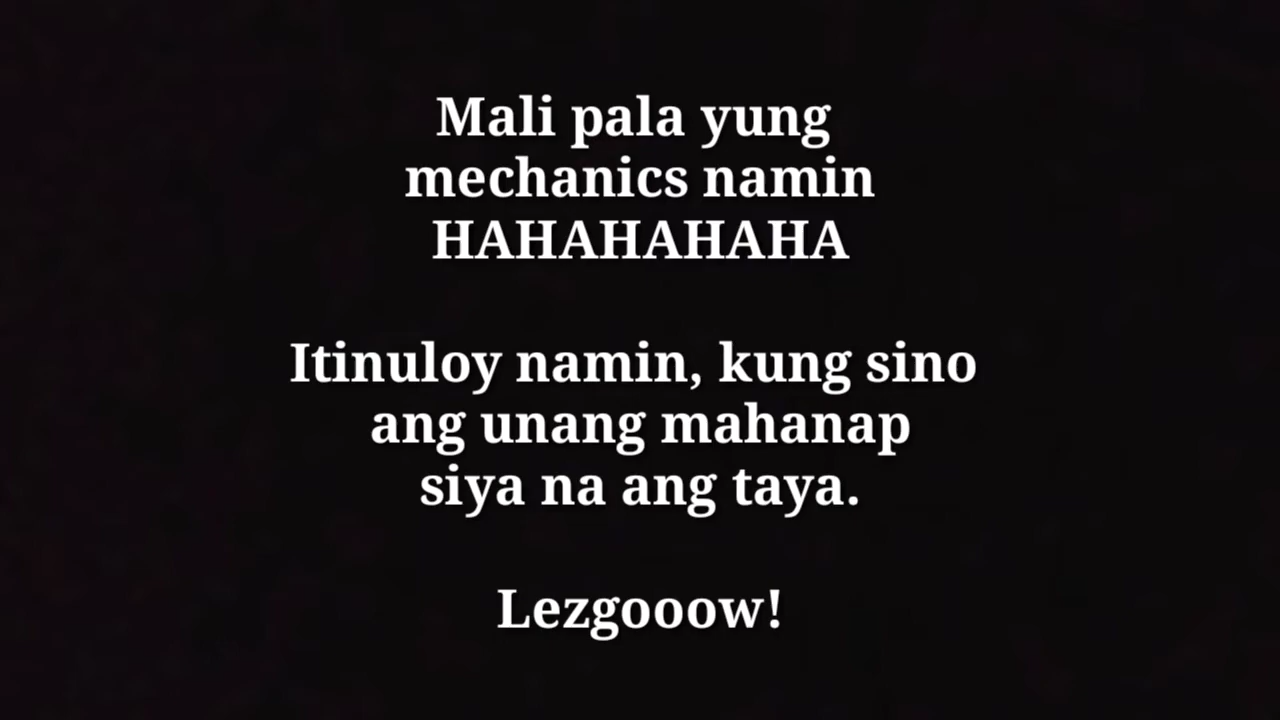 Mali pala yung
mechanics namin
HAHAHAHAHA
Itinuloy namin, kung sino
ang unang mahanap
siya na ang taya.
Lezgooow!